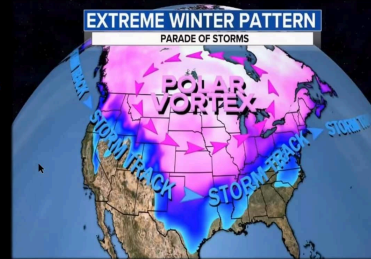 EXTREME WINTER PATTERN
PARADE OF STORMS
POLAR
VORTEX
STORM TRACK
STORM TRACK
STORM